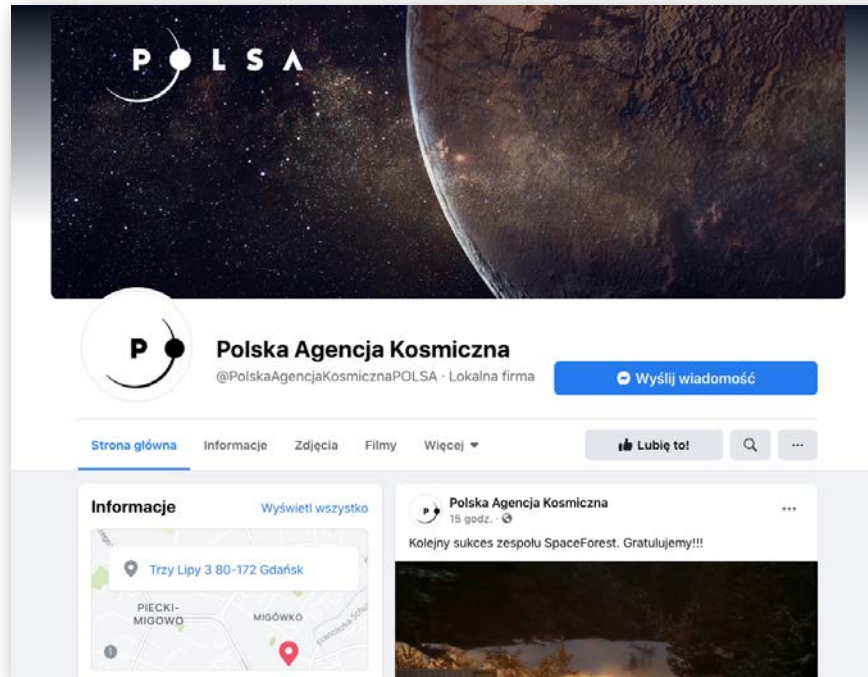 POLSA
P
Polska Agencja Kosmiczna
@PolskaAgencjaKosmicznaPOLSA · Lokalna firma
Wyślij wiadomość
Strona główna Informacje Zdjęcia Filmy Więcej
Lubię to!
Informacje Wyświetl wszystko
Trzy Lipy 3 80-172 Gdańsk
PIECKI-
MIGOWO
MIGÓWKO
P
Polska Agencja Kosmiczna
15 godz. ·
Kolejny sukces zespołu SpaceForest. Gratulujemy!!!